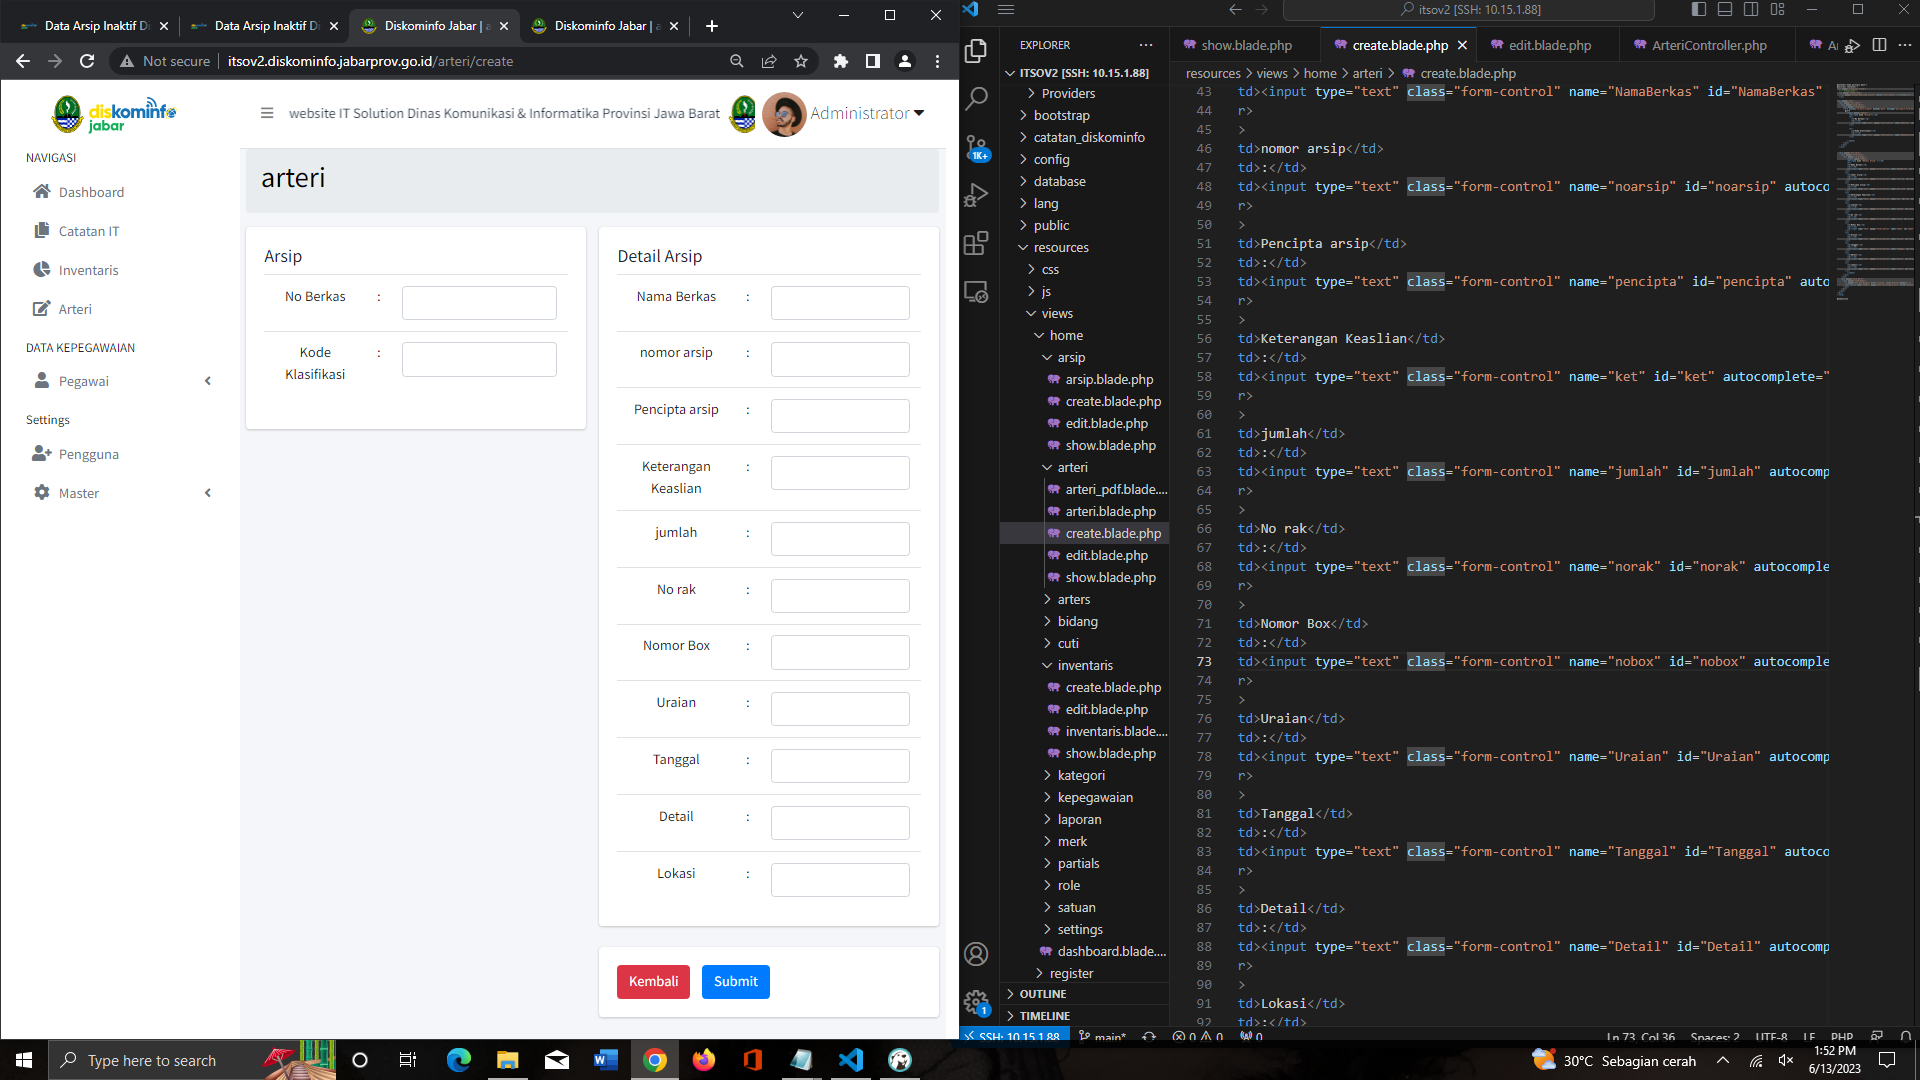 Data Arsip Inaktif Di
Data Arsip Inaktif Di
Diskominfo Jabar | a
Diskominfo Jabar | a
Not secure
itsov2.diskominfo.jabarprov.go.id/arteri/create
diskominfo
jabar
website IT Solution Dinas Komunikasi & Informatika Provinsi Jawa Barat
Administrator
NAVIGASI
Dashboard
Catatan IT
Inventaris
Arteri
DATA KEPEGAWAIAN
Pegawai
Settings
Pengguna
Master
arteri
Arsip
No Berkas :
Kode Klasifikasi :
Detail Arsip
Nama Berkas :
nomor arsip :
Pencipta arsip :
Keterangan Keaslian :
jumlah :
No rak :
Nomor Box :
Uraian :
Tanggal :
Detail :
Lokasi :
Kembali
Submit
itsov2 [SSH: 10.15.1.88]
EXPLORER
show.blade.php
create.blade.php
edit.blade.php
ArteriController.php
resources > views > home > arteri > create.blade.php
ITSOV2 [SSH: 10.15.1.88]
Providers
bootstrap
catatan_diskominfo
config
database
lang
public
resources
css
js
views
home
arsip
arsip.blade.php
create.blade.php
edit.blade.php
show.blade.php
arteri
arteri_pdf.blade....
arteri.blade.php
create.blade.php
edit.blade.php
show.blade.php
arters
bidang
cuti
inventaris
create.blade.php
edit.blade.php
inventaris.blade....
show.blade.php
kategori
kepegawaian
laporan
merk
partials
role
satuan
settings
dashboard.blade....
register
OUTLINE
TIMELINE
1K+
1
43 td><input type="text" class="form-control" name="NamaBerkas" id="NamaBerkas"
44 r>
45 >
46 td>nomor arsip</td>
47 td>:</td>
48 td><input type="text" class="form-control" name="noarsip" id="noarsip" autoco
49 r>
50 >
51 td>Pencipta arsip</td>
52 td>:</td>
53 td><input type="text" class="form-control" name="pencipta" id="pencipta" auto
54 r>
55 >
56 td>Keterangan Keaslian</td>
57 td>:</td>
58 td><input type="text" class="form-control" name="ket" id="ket" autocomplete="
59 r>
60 >
61 td>jumlah</td>
62 td>:</td>
63 td><input type="text" class="form-control" name="jumlah" id="jumlah" autocomp
64 r>
65 >
66 td>No rak</td>
67 td>:</td>
68 td><input type="text" class="form-control" name="norak" id="norak" autocomple
69 r>
70 >
71 td>Nomor Box</td>
72 td>:</td>
73 td><input type="text" class="form-control" name="nobox" id="nobox" autocomple
74 r>
75 >
76 td>Uraian</td>
77 td>:</td>
78 td><input type="text" class="form-control" name="Uraian" id="Uraian" autocomp
79 r>
80 >
81 td>Tanggal</td>
82 td>:</td>
83 td><input type="text" class="form-control" name="Tanggal" id="Tanggal" autoco
84 r>
85 >
86 td>Detail</td>
87 td>:</td>
88 td><input type="text" class="form-control" name="Detail" id="Detail" autocomp
89 r>
90 >
91 td>Lokasi</td>
92 td>:</td>
SSH: 10.15.1.88 main* 0 0 0 Ln 73, Col 36 Spaces: 2 UTF-8 LF PHP
Type here to search
30°C Sebagian cerah
1:52 PM
6/13/2023